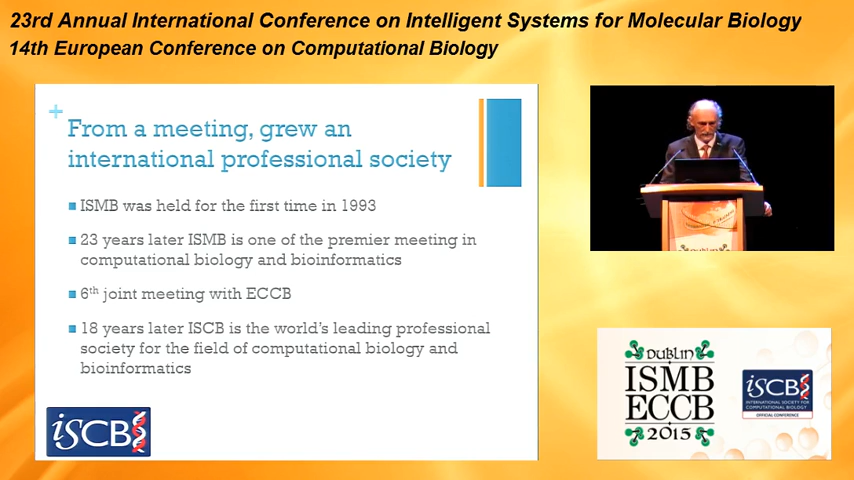 23rd Annual International Conference on Intelligent Systems for Molecular Biology
14th European Conference on Computational Biology
+
From a meeting, grew an
international professional society
ISMB was held for the first time in 1993
23 years later ISMB is one of the premier meeting in
computational biology and bioinformatics
6th joint meeting with ECCB
18 years later ISCB is the world's leading professional
society for the field of computational biology and
bioinformatics
iSCB
DUBLIN
DUBLIN
ISMB
ECCB
2015
iSCB
INTERNATIONAL SOCIETY FOR
COMPUTATIONAL BIOLOGY
OFFICIAL CONFERENCE